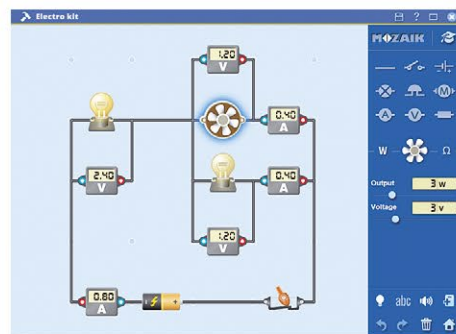 Electro kit
MOZAIK
1.20
V
0.40
A
2.40
V
0.40
A
1.20
V
0.80
A
- +
A
V
M
W
Ω
Output
3 w
Voltage
3 v
abc